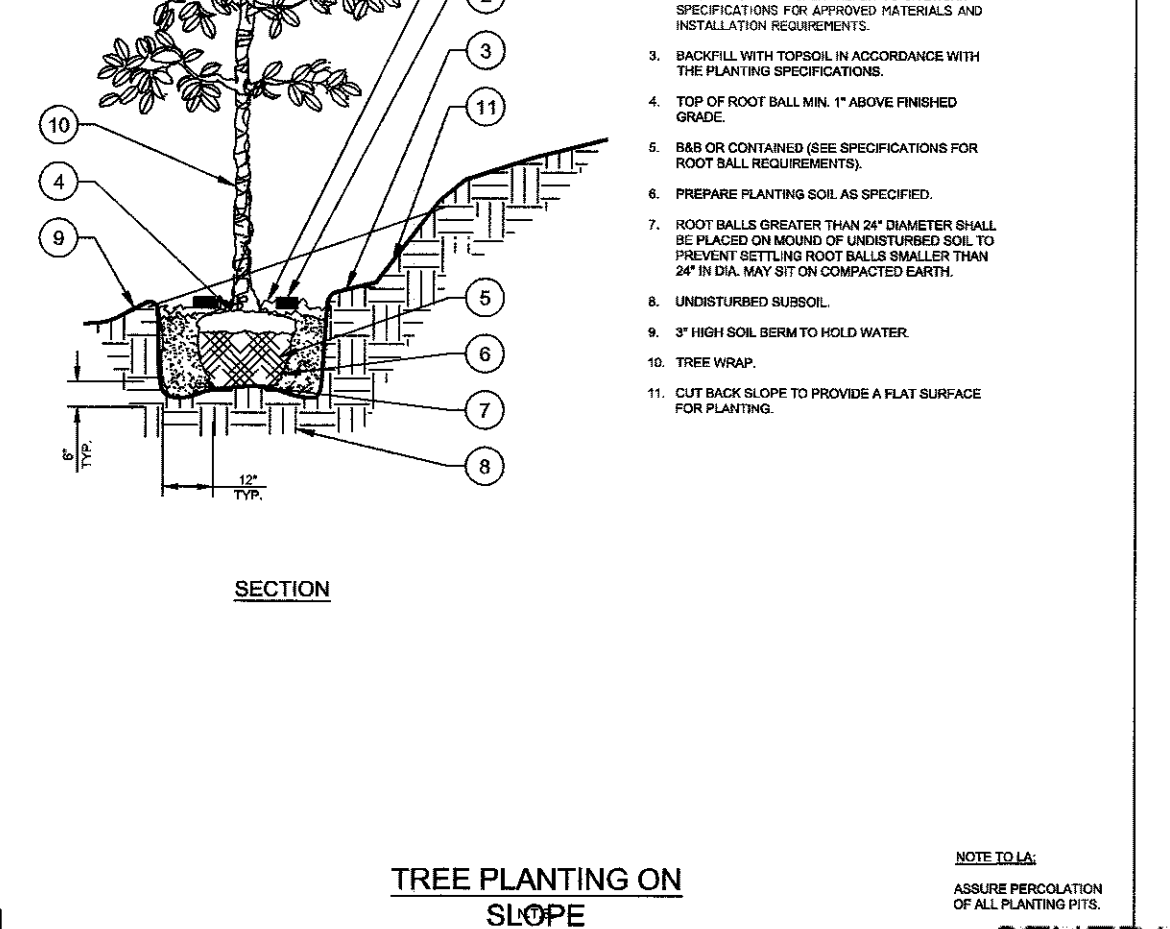 SPECIFICATIONS FOR APPROVED MATERIALS AND
INSTALLATION REQUIREMENTS.
3. BACKFILL WITH TOPSOIL IN ACCORDANCE WITH
THE PLANTING SPECIFICATIONS.
4. TOP OF ROOT BALL MIN. 1" ABOVE FINISHED
GRADE.
5. B&B OR CONTAINED (SEE SPECIFICATIONS FOR
ROOT BALL REQUIREMENTS).
6. PREPARE PLANTING SOIL AS SPECIFIED.
7. ROOT BALLS GREATER THAN 24" DIAMETER SHALL
BE PLACED ON MOUND OF UNDISTURBED SOIL TO
PREVENT SETTLING ROOT BALLS SMALLER THAN
24" IN DIA. MAY SIT ON COMPACTED EARTH.
8. UNDISTURBED SUBSOIL.
9. 3" HIGH SOIL BERM TO HOLD WATER.
10. TREE WRAP.
11. CUT BACK SLOPE TO PROVIDE A FLAT SURFACE
FOR PLANTING.
3
11
10
4
9
5
6
7
8
6"
TYP.
12"
TYP.
SECTION
TREE PLANTING ON
SLOPE
NOTE TO LA:
ASSURE PERCOLATION
OF ALL PLANTING PITS.